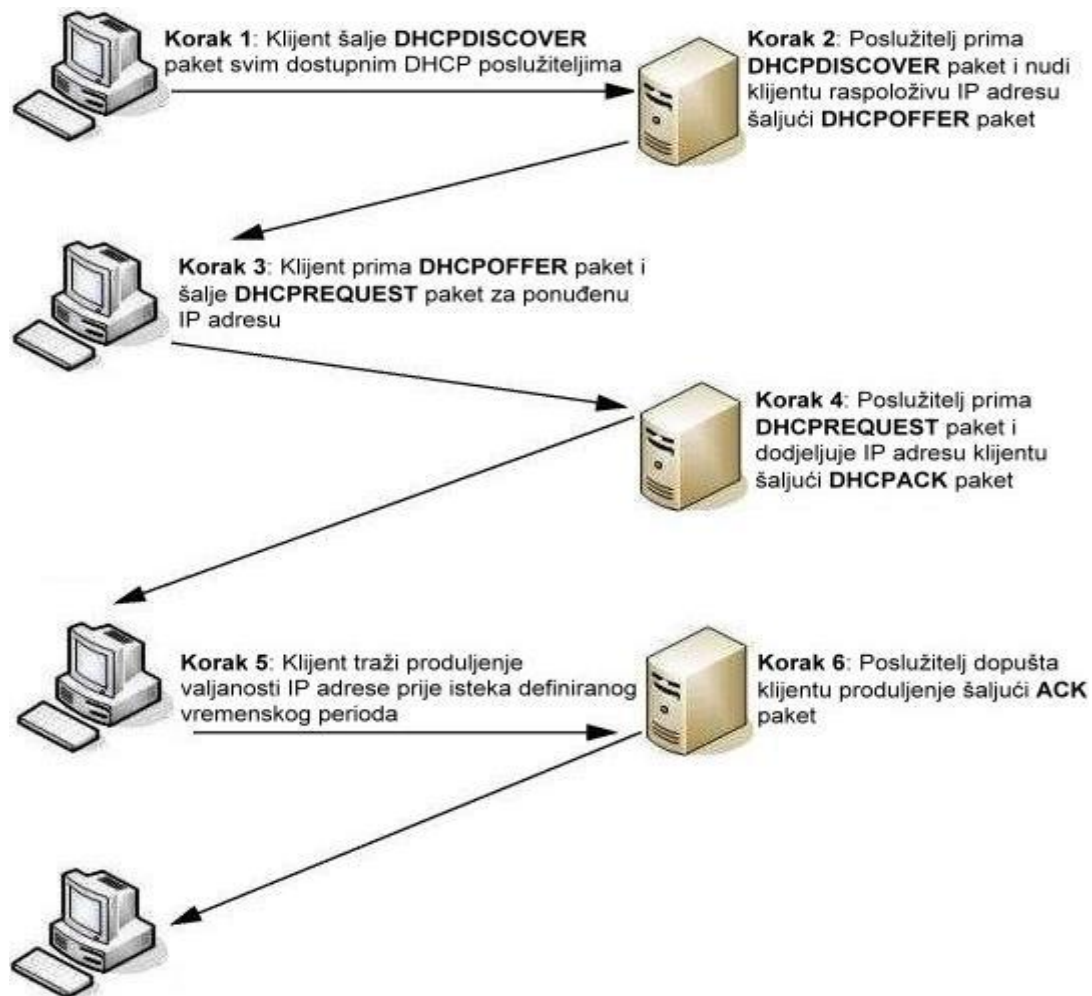 Korak 1: Klijent šalje DHCPDISCOVER
paket svim dostupnim DHCP poslužiteljima
Korak 2: Poslužitelj prima
DHCPDISCOVER paket i nudi
klijentu raspoloživu IP adresu
šaljući DHCPOFFER paket
Korak 3: Klijent prima DHCPOFFER paket i
šalje DHCPREQUEST paket za ponuđenu
IP adresu
Korak 4: Poslužitelj prima
DHCPREQUEST paket i
dodjeljuje IP adresu klijentu
šaljući DHCPACK paket
Korak 5: Klijent traži produljenje
valjanosti IP adrese prije isteka definiranog
vremenskog perioda
Korak 6: Poslužitelj dopušta
klijentu produljenje šaljući ACK
paket